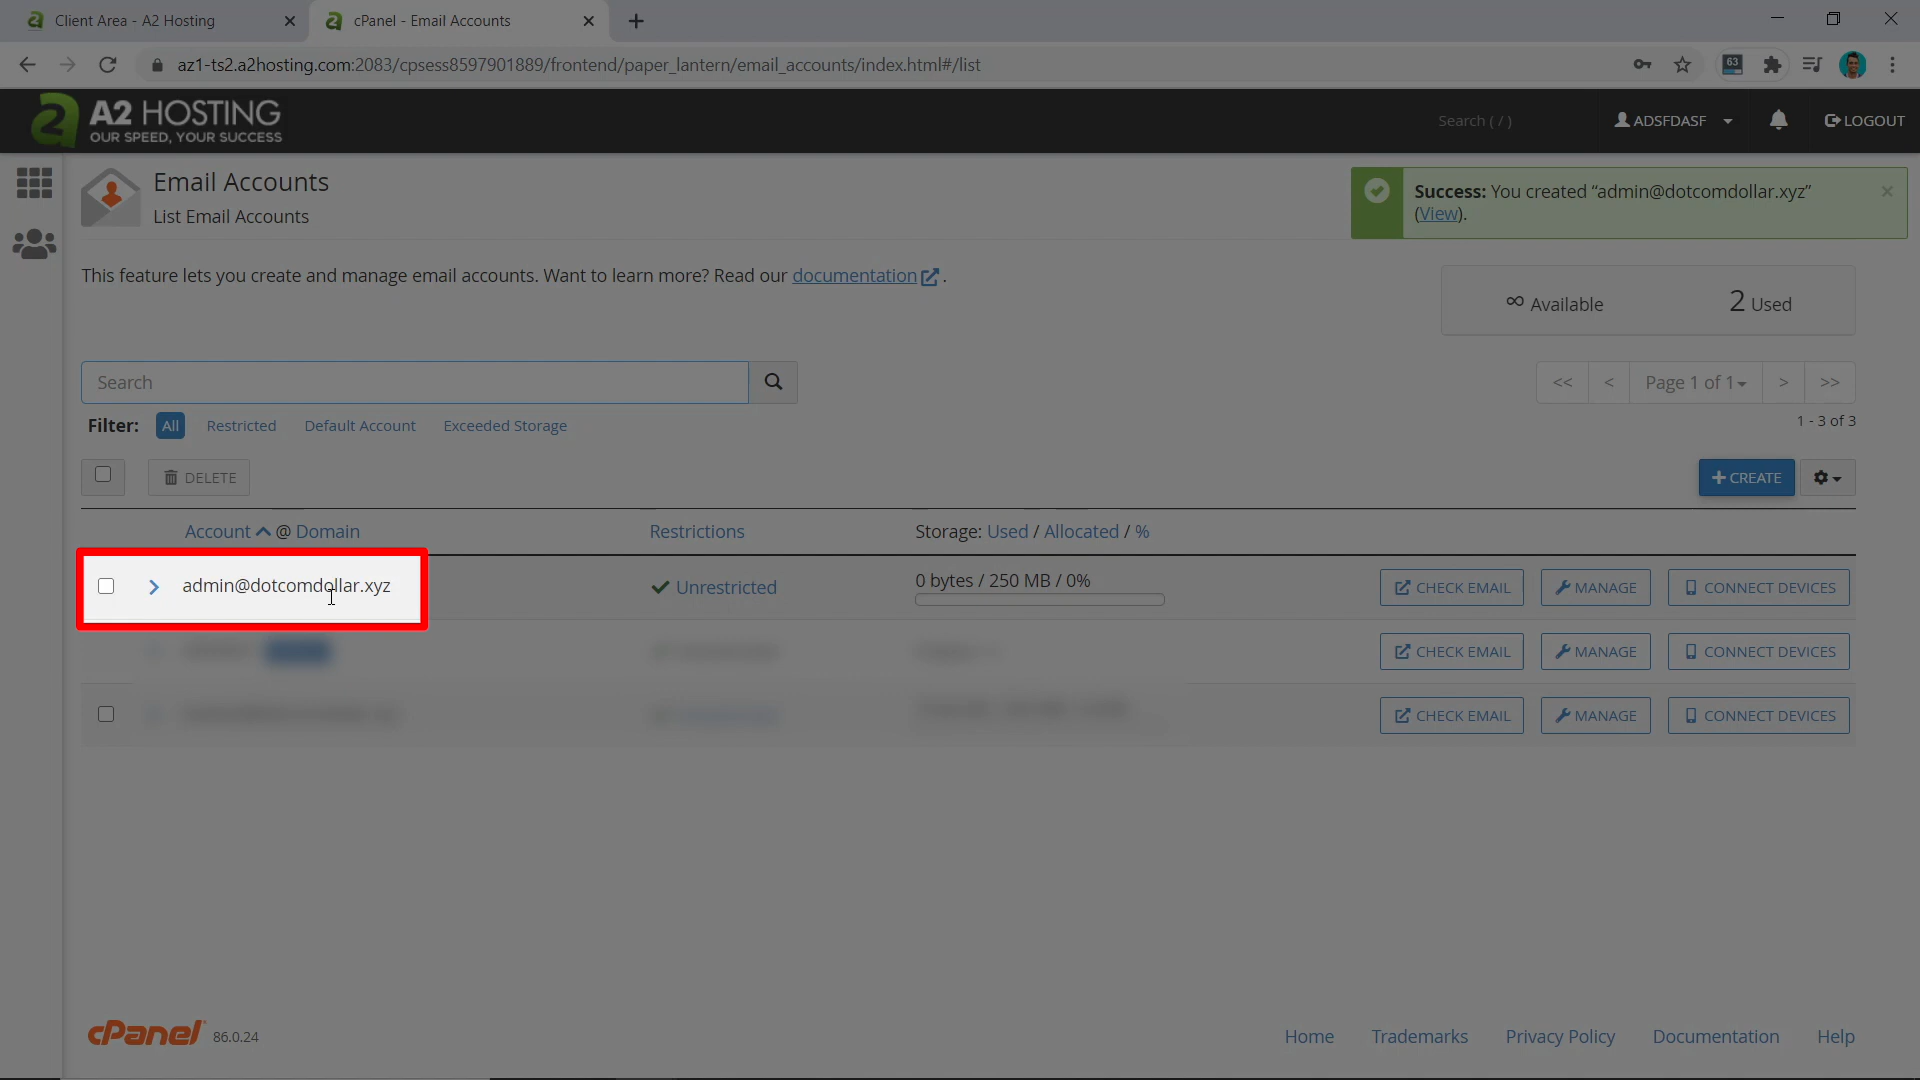 Client Area - A2 Hosting
cPanel - Email Accounts
az1-ts2.a2hosting.com:2083/cpsess8597901889/frontend/paper_lantern/email_accounts/index.html#/list
63
A2 HOSTING
OUR SPEED, YOUR SUCCESS
Search ( / )
ADSFDASF
LOGOUT
Email Accounts
List Email Accounts
Success: You created “admin@dotcomdollar.xyz”
(View).
This feature lets you create and manage email accounts. Want to learn more? Read our documentation .
∞ Available
2 Used
Search
<< < Page 1 of 1 > >>
Filter: All Restricted Default Account Exceeded Storage
1 - 3 of 3
DELETE
+ CREATE
Account @ Domain
Restrictions
Storage: Used / Allocated / %
admin@dotcomdollar.xyz
Unrestricted
0 bytes / 250 MB / 0%
CHECK EMAIL
MANAGE
CONNECT DEVICES
CHECK EMAIL
MANAGE
CONNECT DEVICES
CHECK EMAIL
MANAGE
CONNECT DEVICES
cPanel 86.0.24
Home
Trademarks
Privacy Policy
Documentation
Help